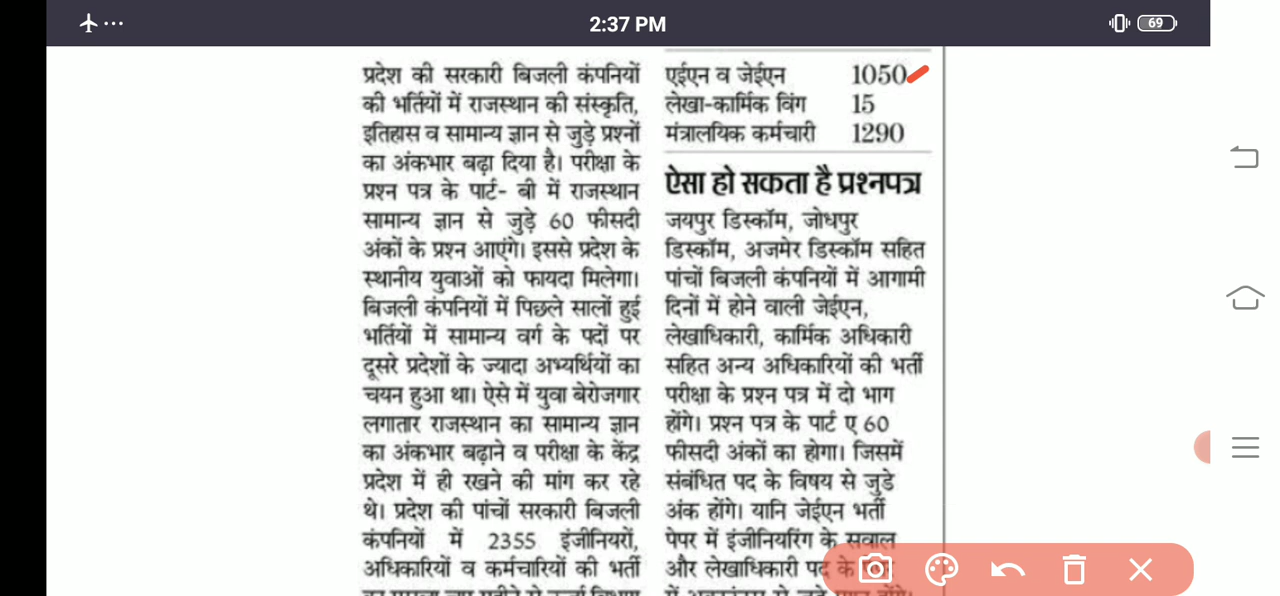 2:37 PM
69
प्रदेश की सरकारी बिजली कंपनियों
की भर्तियों में राजस्थान की संस्कृति,
इतिहास व सामान्य ज्ञान से जुड़े प्रश्नों
का अंकभार बढ़ा दिया है। परीक्षा के
प्रश्न पत्र के पार्ट- बी में राजस्थान
सामान्य ज्ञान से जुड़े 60 फीसदी
अंकों के प्रश्न आएंगे। इससे प्रदेश के
स्थानीय युवाओं को फायदा मिलेगा।
बिजली कंपनियों में पिछले सालों हुई
भर्तियों में सामान्य वर्ग के पदों पर
दूसरे प्रदेशों के ज्यादा अभ्यर्थियों का
चयन हुआ था। ऐसे में युवा बेरोजगार
लगातार राजस्थान का सामान्य ज्ञान
का अंकभार बढ़ाने व परीक्षा के केंद्र
प्रदेश में ही रखने की मांग कर रहे
थे। प्रदेश की पांचों सरकारी बिजली
कंपनियों में 2355 इंजीनियरों,
अधिकारियों व कर्मचारियों की भर्ती
एईएन व जेईएन 1050
लेखा-कार्मिक विंग 15
मंत्रालयिक कर्मचारी 1290
ऐसा हो सकता है प्रश्नपत्र
जयपुर डिस्कॉम, जोधपुर
डिस्कॉम, अजमेर डिस्कॉम सहित
पांचों बिजली कंपनियों में आगामी
दिनों में होने वाली जेईएन,
लेखाधिकारी, कार्मिक अधिकारी
सहित अन्य अधिकारियों की भर्ती
परीक्षा के प्रश्न पत्र में दो भाग
होंगे। प्रश्न पत्र के पार्ट ए 60
फीसदी अंकों का होगा। जिसमें
संबंधित पद के विषय से जुड़े
अंक होंगे। यानि जेईएन भर्ती
पेपर में इंजीनियरिंग के सवाल
और लेखाधिकारी पद के